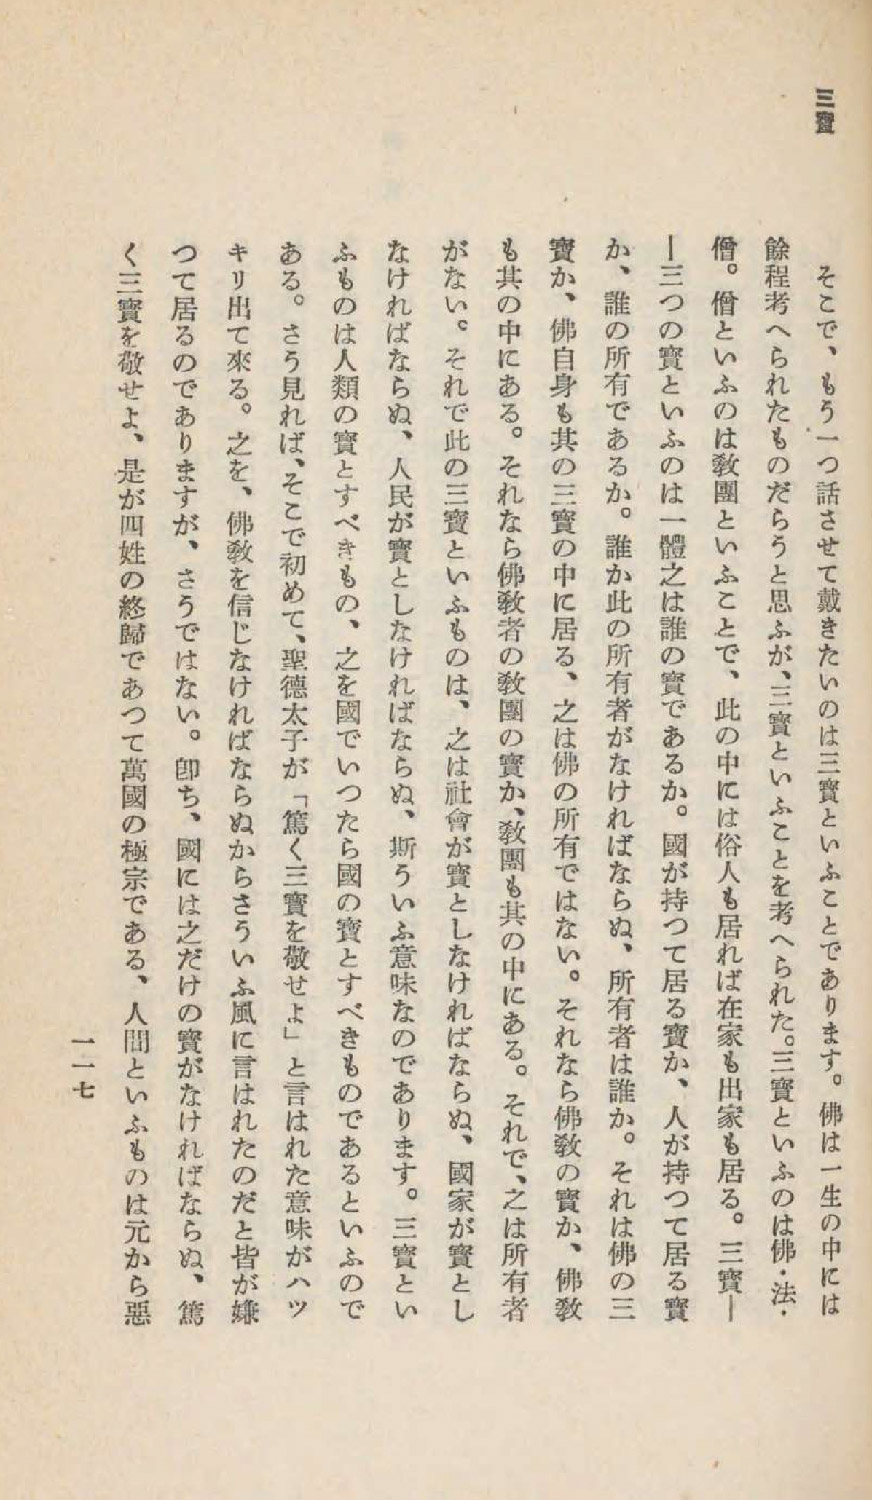 三寶
そこで、もう一つ話させて戴きたいのは三寶といふことであります。佛は一生の中には
餘程考へられたものだらうと思ふが、三寶といふことを考へられた。三寶といふのは佛・法・
僧。僧といふのは敎團といふことで、此の中には俗人も居れば在家も出家も居る。三寶―
―三つの寶といふのは一體之は誰の寶であるか。國が持つて居る寶か、人が持つて居る寶
か、誰の所有であるか。誰か此の所有者がなければならぬ、所有者は誰か。それは佛の三
寶か、佛自身も其の三寶の中に居る、之は佛の所有ではない。それなら佛敎の寶か、佛敎
も其の中にある。それなら佛敎者の敎團の寶か、敎團も其の中にある。それで、之は所有者
がない。それで此の三寶といふものは、之は社會が寶としなければならぬ、國家が寶とし
なければならぬ、人民が寶としなければならぬ、斯ういふ意味なのであります。三寶とい
ふものは人類の寶とすべきもの、之を國でいつたら國の寶とすべきものであるといふので
ある。さう見れば、そこで初めて、聖德太子が「篤く三寶を敬せよ」と言はれた意味がハツ
キリ出て來る。之を、佛敎を信じなければならぬからさういふ風に言はれたのだと皆が嫌
つて居るのでありますが、さうではない。卽ち、國には之だけの寶がなければならぬ、篤
く三寶を敬せよ、是が四姓の終歸であつて萬國の極宗である、人間といふものは元から惡
一一七